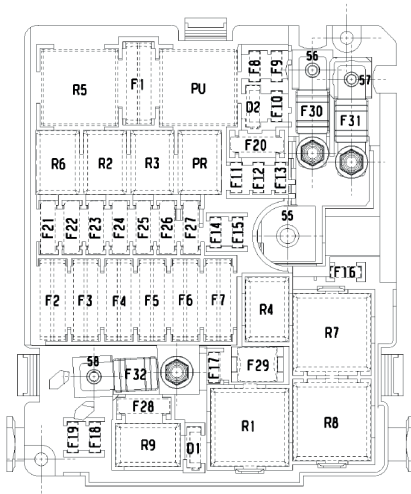 56
F8 F9 57
R5 F1 PU
D2 F10 F30 F31
F20
R6 R2 R3 PR
F11 F12 F13
F21 F22 F23 F24 F25 F26 F27 F14 F15 55
F16
F2 F3 F4 F5 F6 F7 R4 R7
58 F32 F17 F29
F28
R1 R8
F19 F18 R9 D1